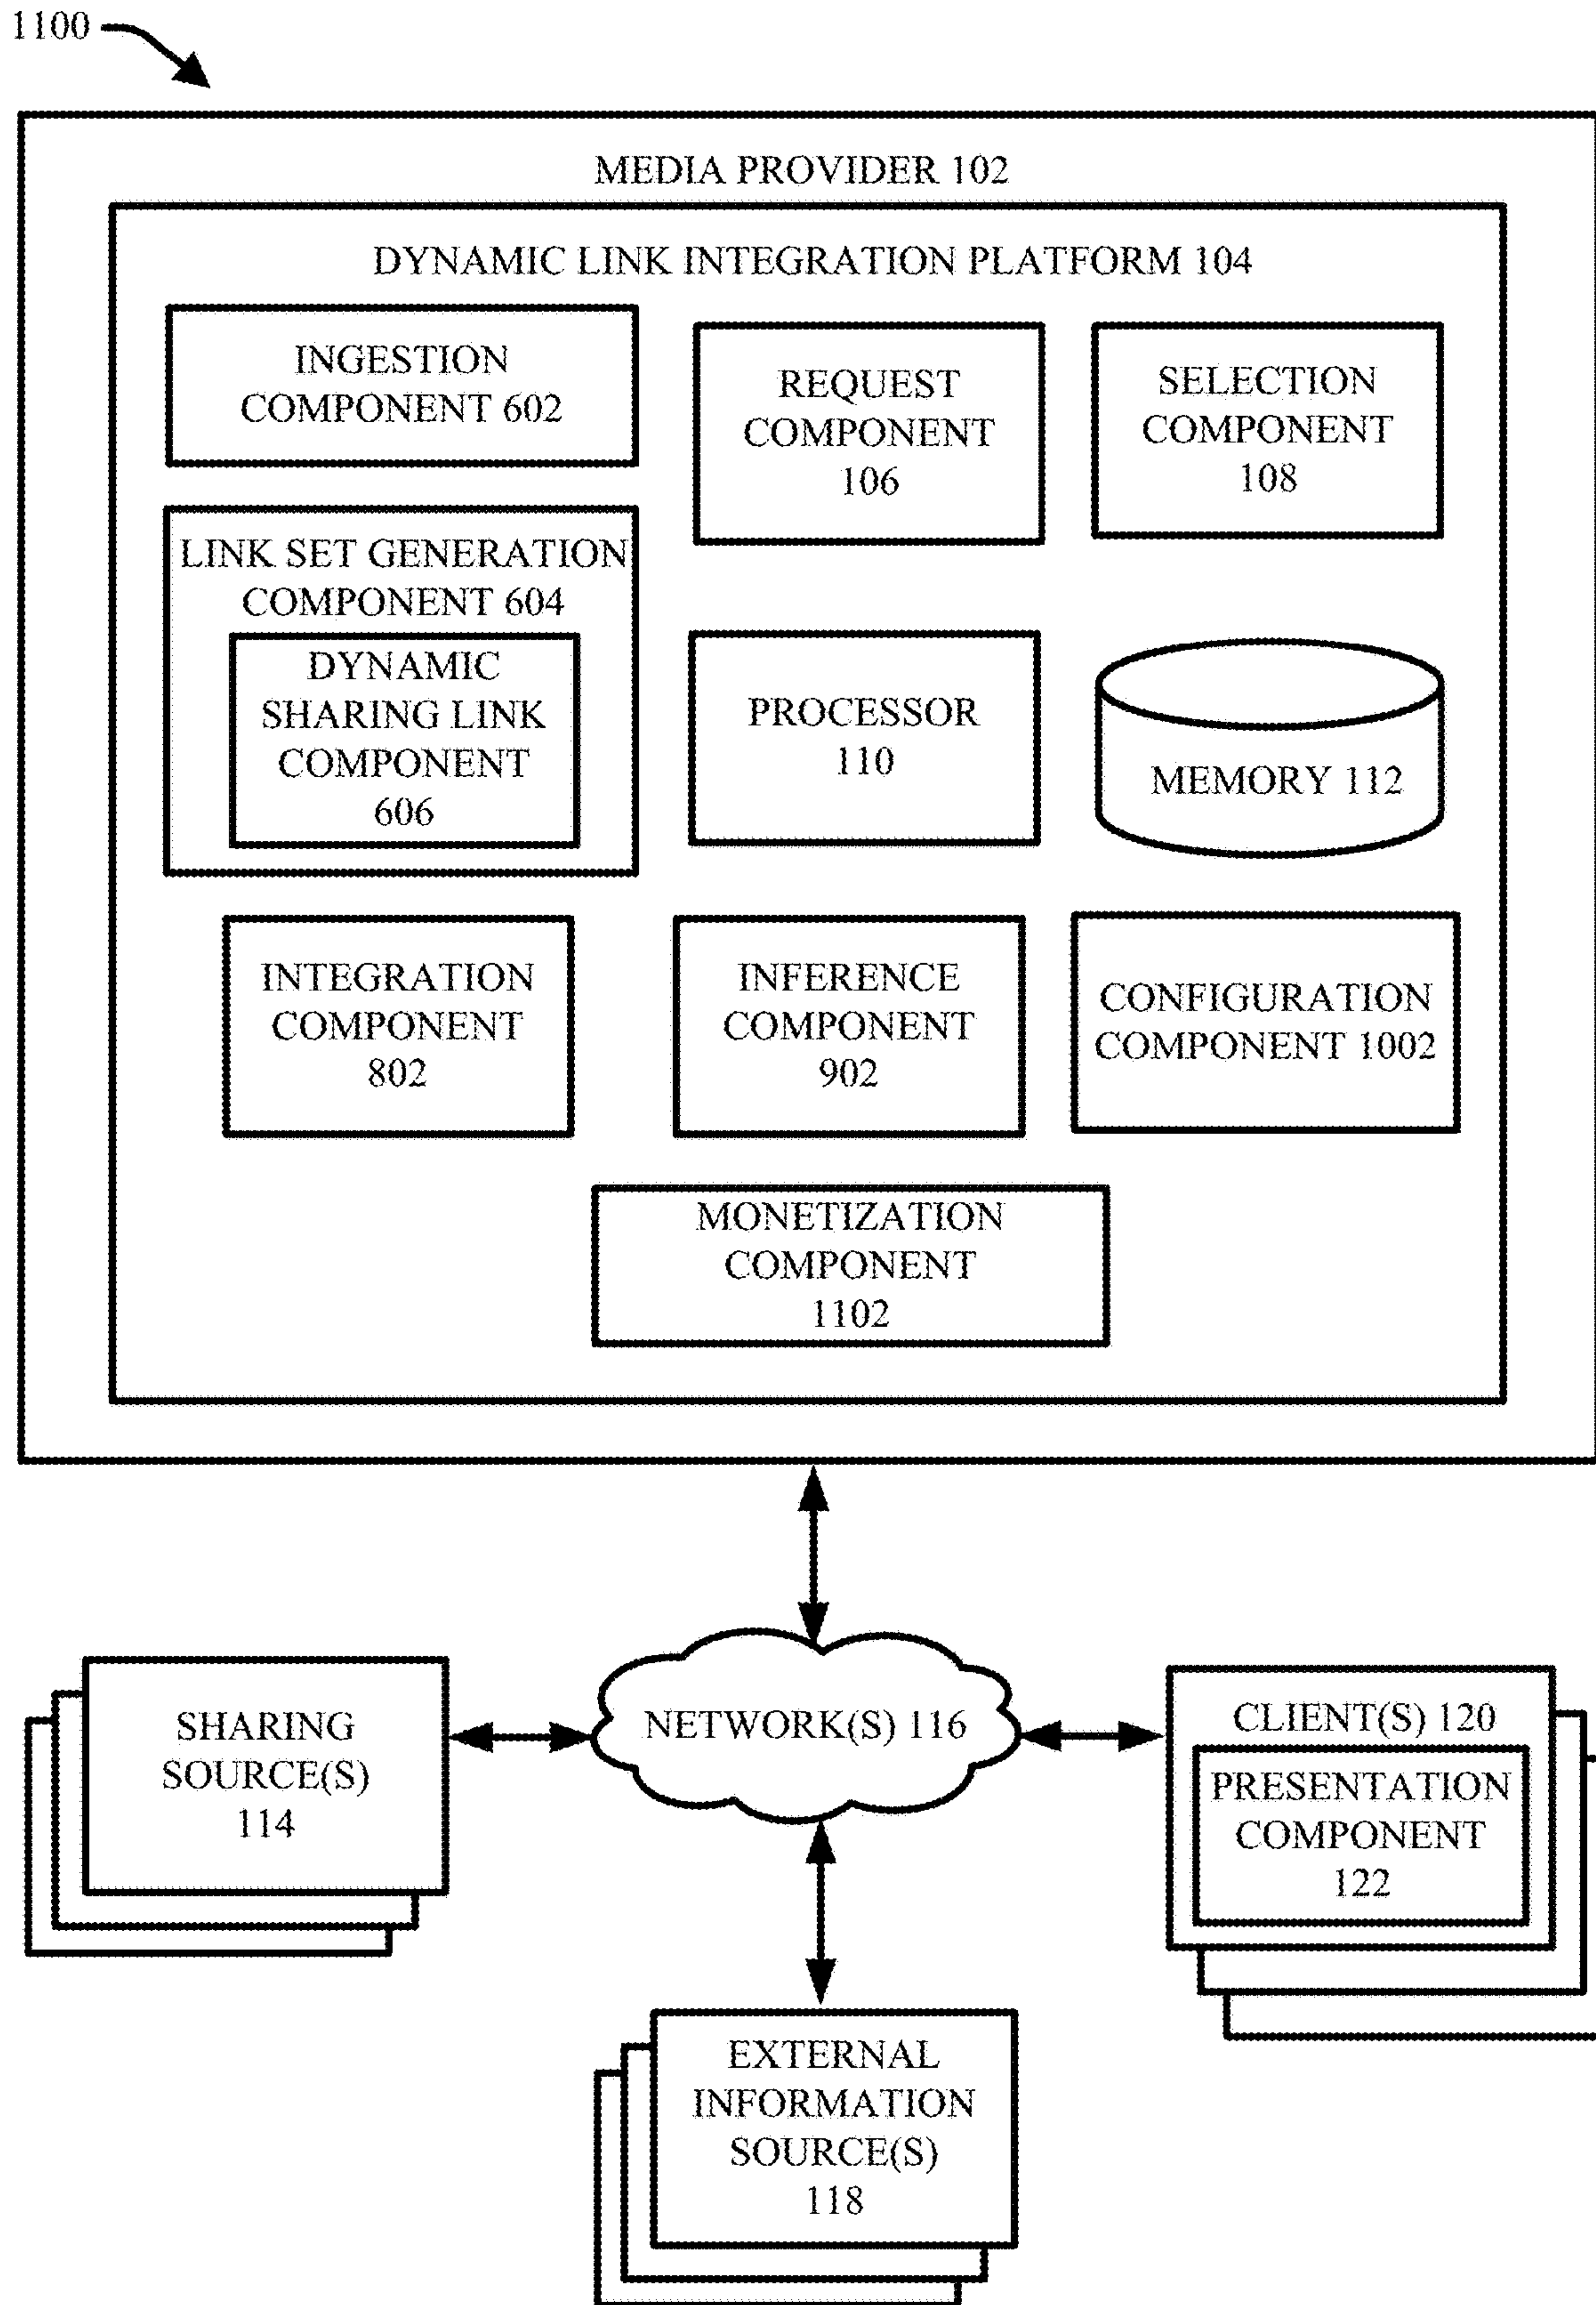 1100
MEDIA PROVIDER 102
DYNAMIC LINK INTEGRATION PLATFORM 104
INGESTION
COMPONENT 602
REQUEST
COMPONENT
106
SELECTION
COMPONENT
108
LINK SET GENERATION
COMPONENT 604
DYNAMIC
SHARING LINK
COMPONENT
606
PROCESSOR
110
MEMORY 112
INTEGRATION
COMPONENT
802
INFERENCE
COMPONENT
902
CONFIGURATION
COMPONENT 1002
MONETIZATION
COMPONENT
1102
SHARING
SOURCE(S)
114
NETWORK(S) 116
CLIENT(S) 120
PRESENTATION
COMPONENT
122
EXTERNAL
INFORMATION
SOURCE(S)
118